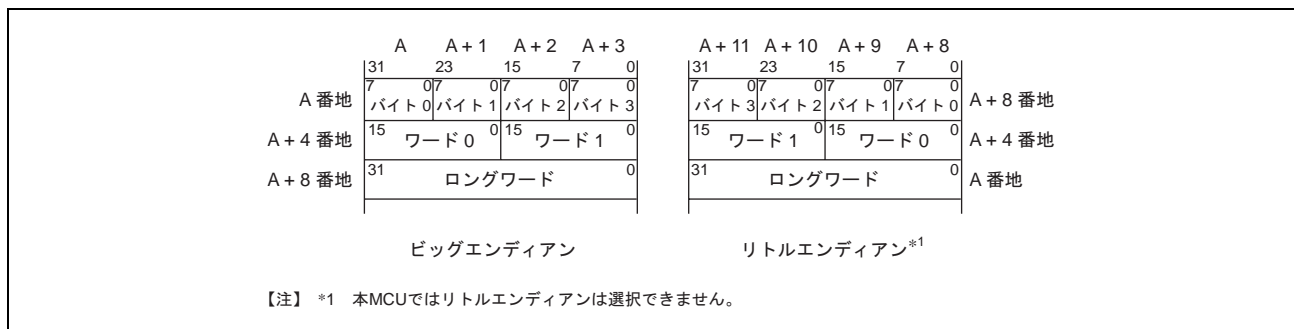 A A + 1 A + 2 A + 3 A + 11 A + 10 A + 9 A + 8
31 23 15 7 0 31 23 15 7 0
7 0 7 0 7 0 7 0 7 0 7 0 7 0 7 0
A 番地 バイト 0 バイト 1 バイト 2 バイト 3 バイト 3 バイト 2 バイト 1 バイト 0 A + 8 番地
A + 4 番地 15 ワード 0 0 15 ワード 1 0 15 ワード 1 0 15 ワード 0 0 A + 4 番地
A + 8 番地 31 ロングワード 0 31 ロングワード 0 A 番地
ビッグエンディアン リトルエンディアン*1
【注】 *1 本MCUではリトルエンディアンは選択できません。